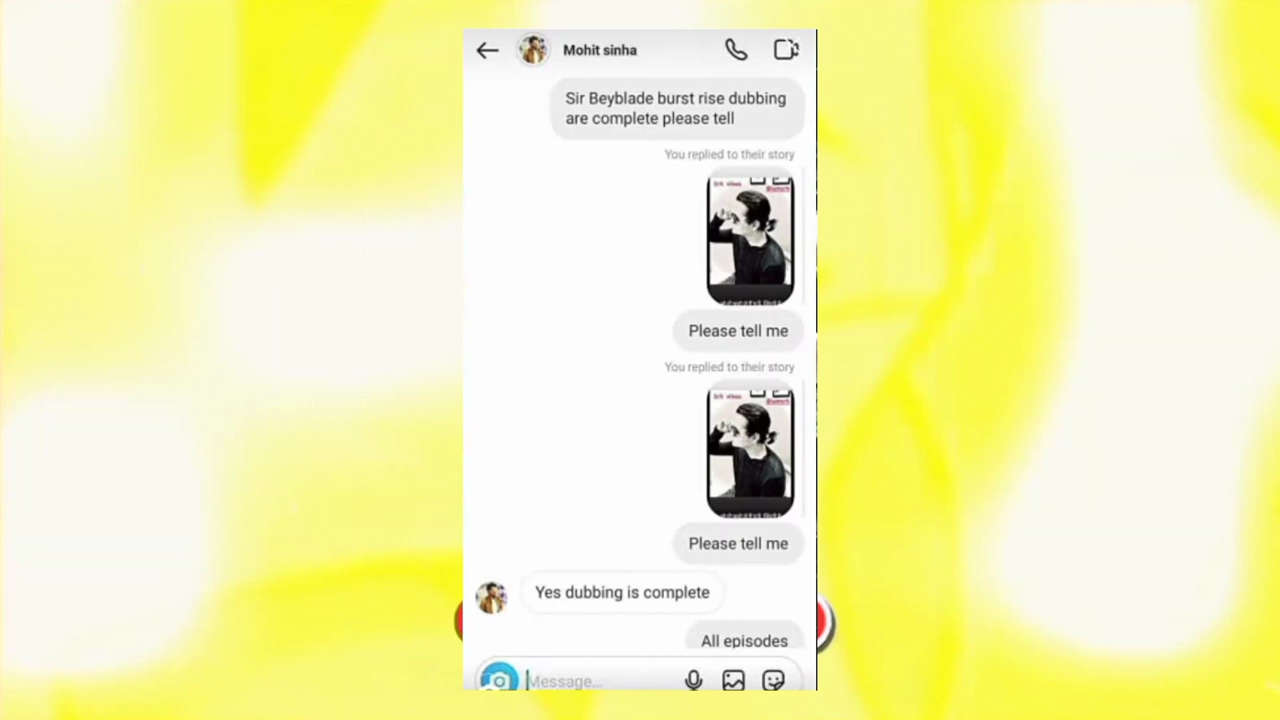 Mohit sinha
Sir Beyblade burst rise dubbing
are complete please tell
You replied to their story
Please tell me
You replied to their story
Please tell me
Yes dubbing is complete
All episodes
Message...